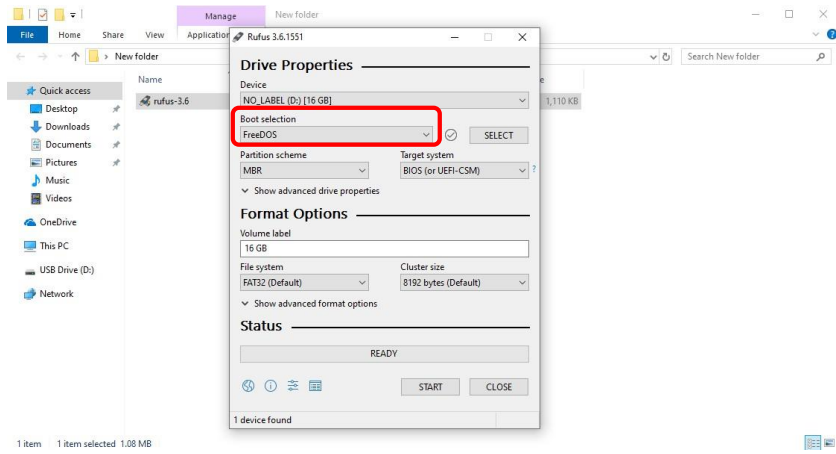 Manage
New folder
File
Home
Share
View
Application
New folder
Search New folder
Name
Quick access
Desktop
Downloads
Documents
Pictures
Music
Videos
OneDrive
This PC
USB Drive (D:)
Network
rufus-3.6
1,110 KB
Rufus 3.6.1551
Drive Properties
Device
NO_LABEL (D:) [16 GB]
Boot selection
FreeDOS
SELECT
Partition scheme
Target system
MBR
BIOS (or UEFI-CSM)
?
Show advanced drive properties
Format Options
Volume label
16 GB
File system
Cluster size
FAT32 (Default)
8192 bytes (Default)
Show advanced format options
Status
READY
START
CLOSE
1 device found
1 item
1 item selected 1.08 MB